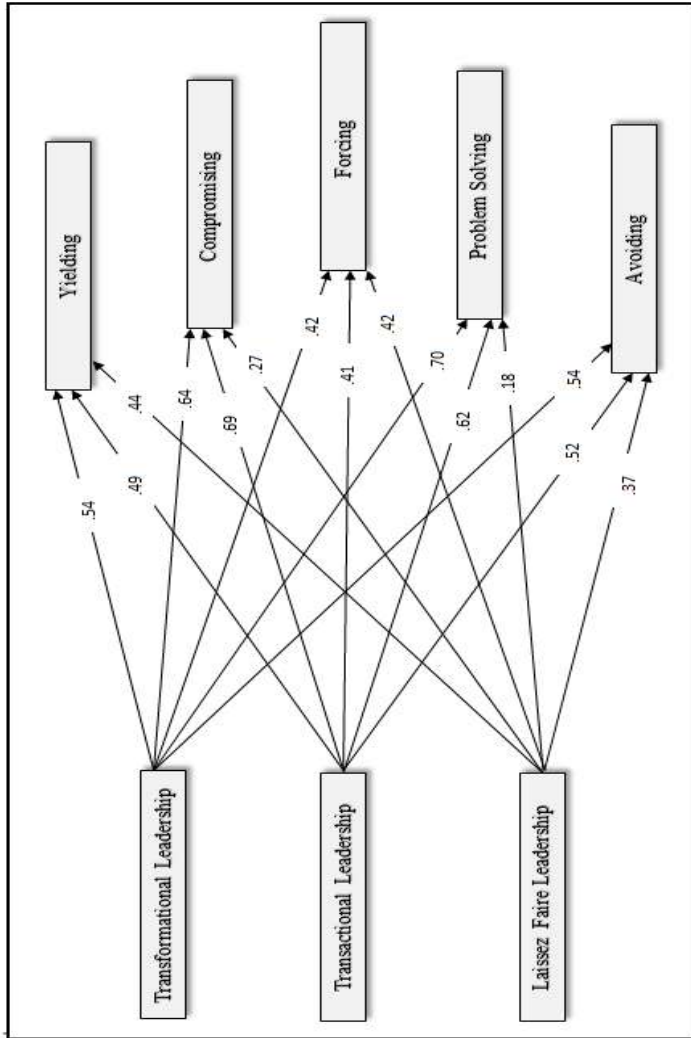 Yielding
Compromising
Forcing
Problem Solving
Avoiding
.54
.49
.44
.64
.69
.27
.42
.41
.42
.70
.62
.18
.54
.52
.37
Transformational Leadership
Transactional Leadership
Laissez Faire Leadership